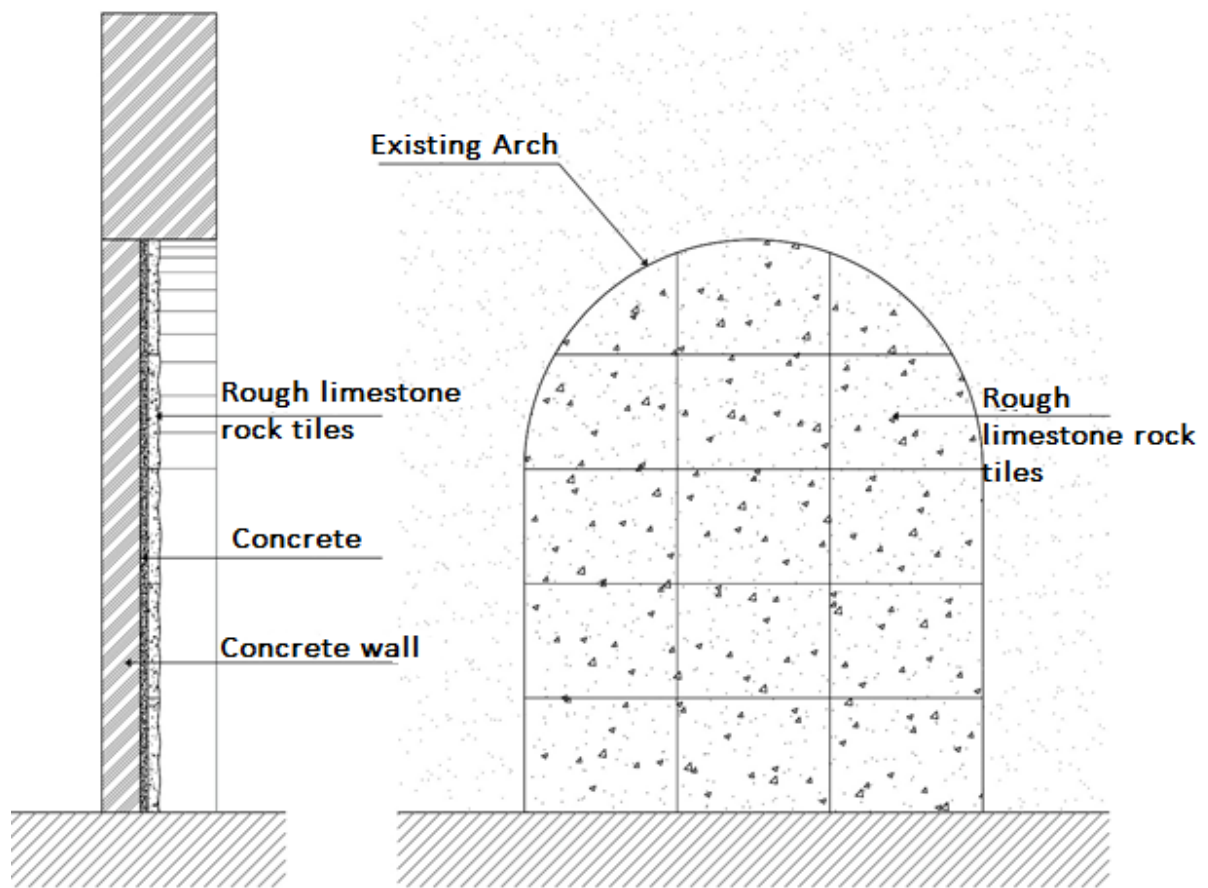 Existing Arch
Rough limestone
rock tiles
Rough
limestone rock
tiles
Concrete
Concrete wall